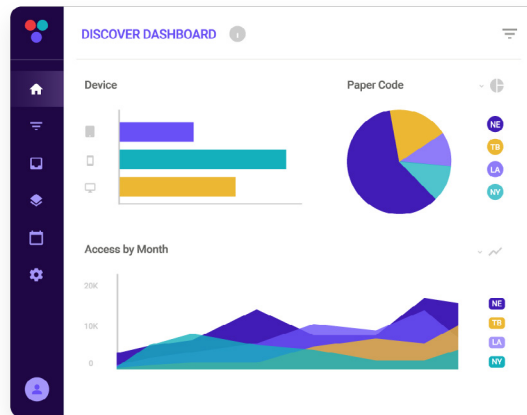 DISCOVER DASHBOARD i
Device
Paper Code
NE
TB
LA
NY
Access by Month
20K
10K
0
NE
TB
LA
NY